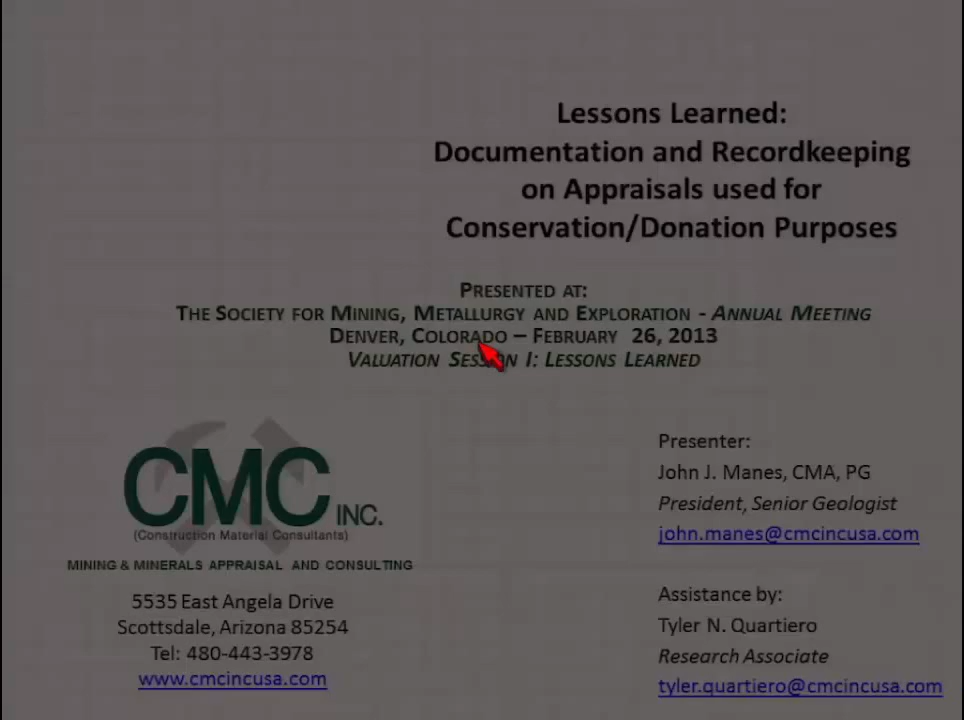 Lessons Learned:
Documentation and Recordkeeping
on Appraisals used for
Conservation/Donation Purposes
PRESENTED AT:
THE SOCIETY FOR MINING, METALLURGY AND EXPLORATION - ANNUAL MEETING
DENVER, COLORADO – FEBRUARY 26, 2013
VALUATION SESSION I: LESSONS LEARNED
CMC INC.
(Construction Material Consultants)
MINING & MINERALS APPRAISAL AND CONSULTING
5535 East Angela Drive
Scottsdale, Arizona 85254
Tel: 480-443-3978
www.cmcincusa.com
Presenter:
John J. Manes, CMA, PG
President, Senior Geologist
john.manes@cmcincusa.com
Assistance by:
Tyler N. Quartiero
Research Associate
tyler.quartiero@cmcincusa.com